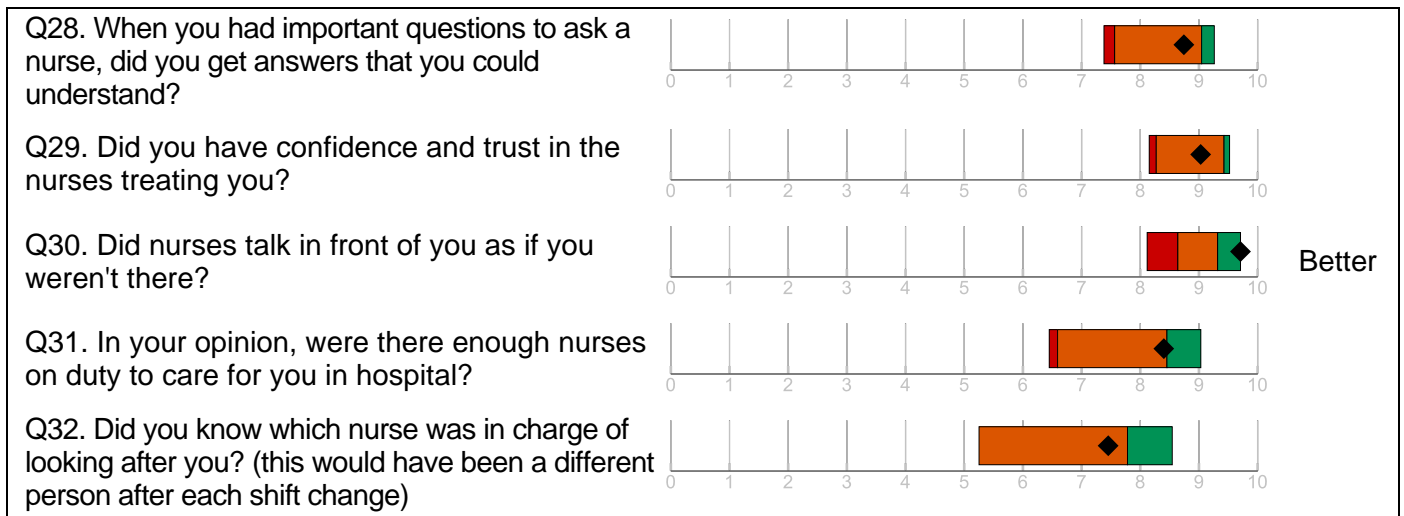 Q28. When you had important questions to ask a
nurse, did you get answers that you could
understand?
0 1 2 3 4 5 6 7 8 9 10
Q29. Did you have confidence and trust in the
nurses treating you?
0 1 2 3 4 5 6 7 8 9 10
Q30. Did nurses talk in front of you as if you
weren't there?
Better
0 1 2 3 4 5 6 7 8 9 10
Q31. In your opinion, were there enough nurses
on duty to care for you in hospital?
0 1 2 3 4 5 6 7 8 9 10
Q32. Did you know which nurse was in charge of
looking after you? (this would have been a different
person after each shift change)
0 1 2 3 4 5 6 7 8 9 10